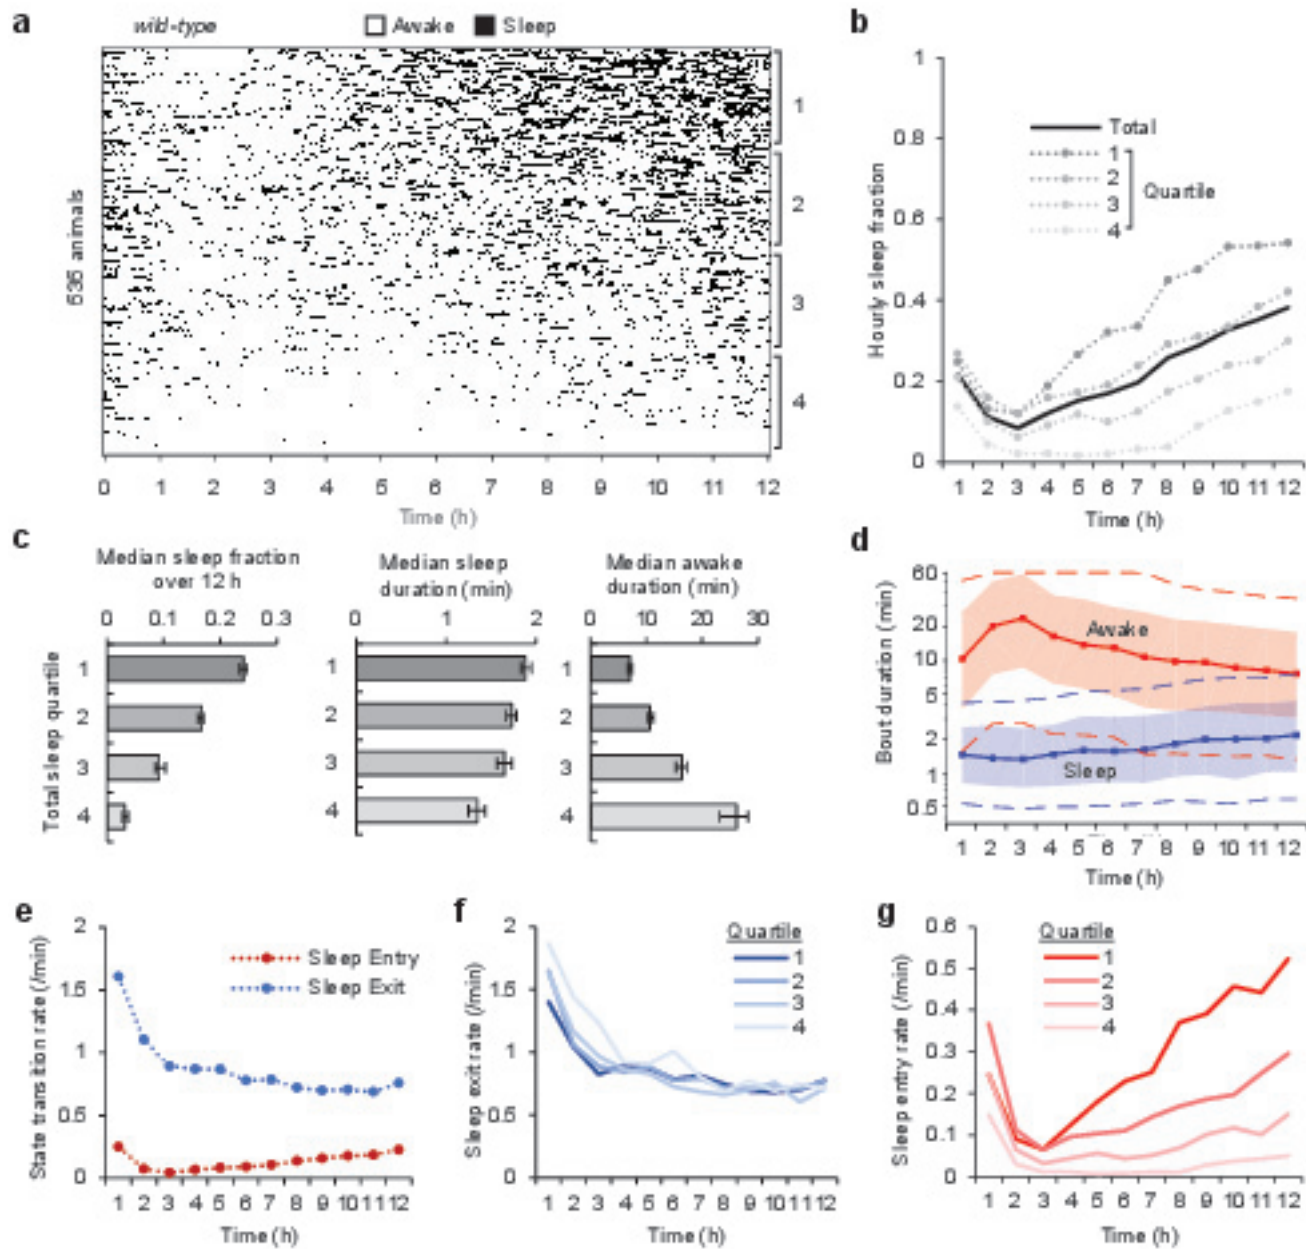 a
wild-type
Awake
Sleep
636 animals
1
2
3
4
0 1 2 3 4 5 6 7 8 9 10 11 12
Time (h)
b
Hourly sleep fraction
1
0.8
0.6
0.4
0.2
0
Total
1
2
3
4
Quartile
1 2 3 4 5 6 7 8 9 10 11 12
Time (h)
c
Median sleep fraction
over 12 h
0 0.1 0.2 0.3
Total sleep quartile
1
2
3
4
Median sleep
duration (min)
0 1 2
1
2
3
4
Median awake
duration (min)
0 10 20 30
1
2
3
4
d
Bout duration (min)
60
20
10
5
2
1
0.5
Awake
Sleep
1 2 3 4 5 6 7 8 9 10 11 12
Time (h)
e
State transition rate (/min)
2
1.5
1
0.5
0
Sleep Entry
Sleep Exit
1 2 3 4 5 6 7 8 9 10 11 12
Time (h)
f
Sleep exit rate (/min)
2
1.5
1
0.5
0
Quartile
1
2
3
4
1 2 3 4 5 6 7 8 9 10 11 12
Time (h)
g
Sleep entry rate (/min)
0.6
0.5
0.4
0.3
0.2
0.1
0
Quartile
1
2
3
4
1 2 3 4 5 6 7 8 9 10 11 12
Time (h)